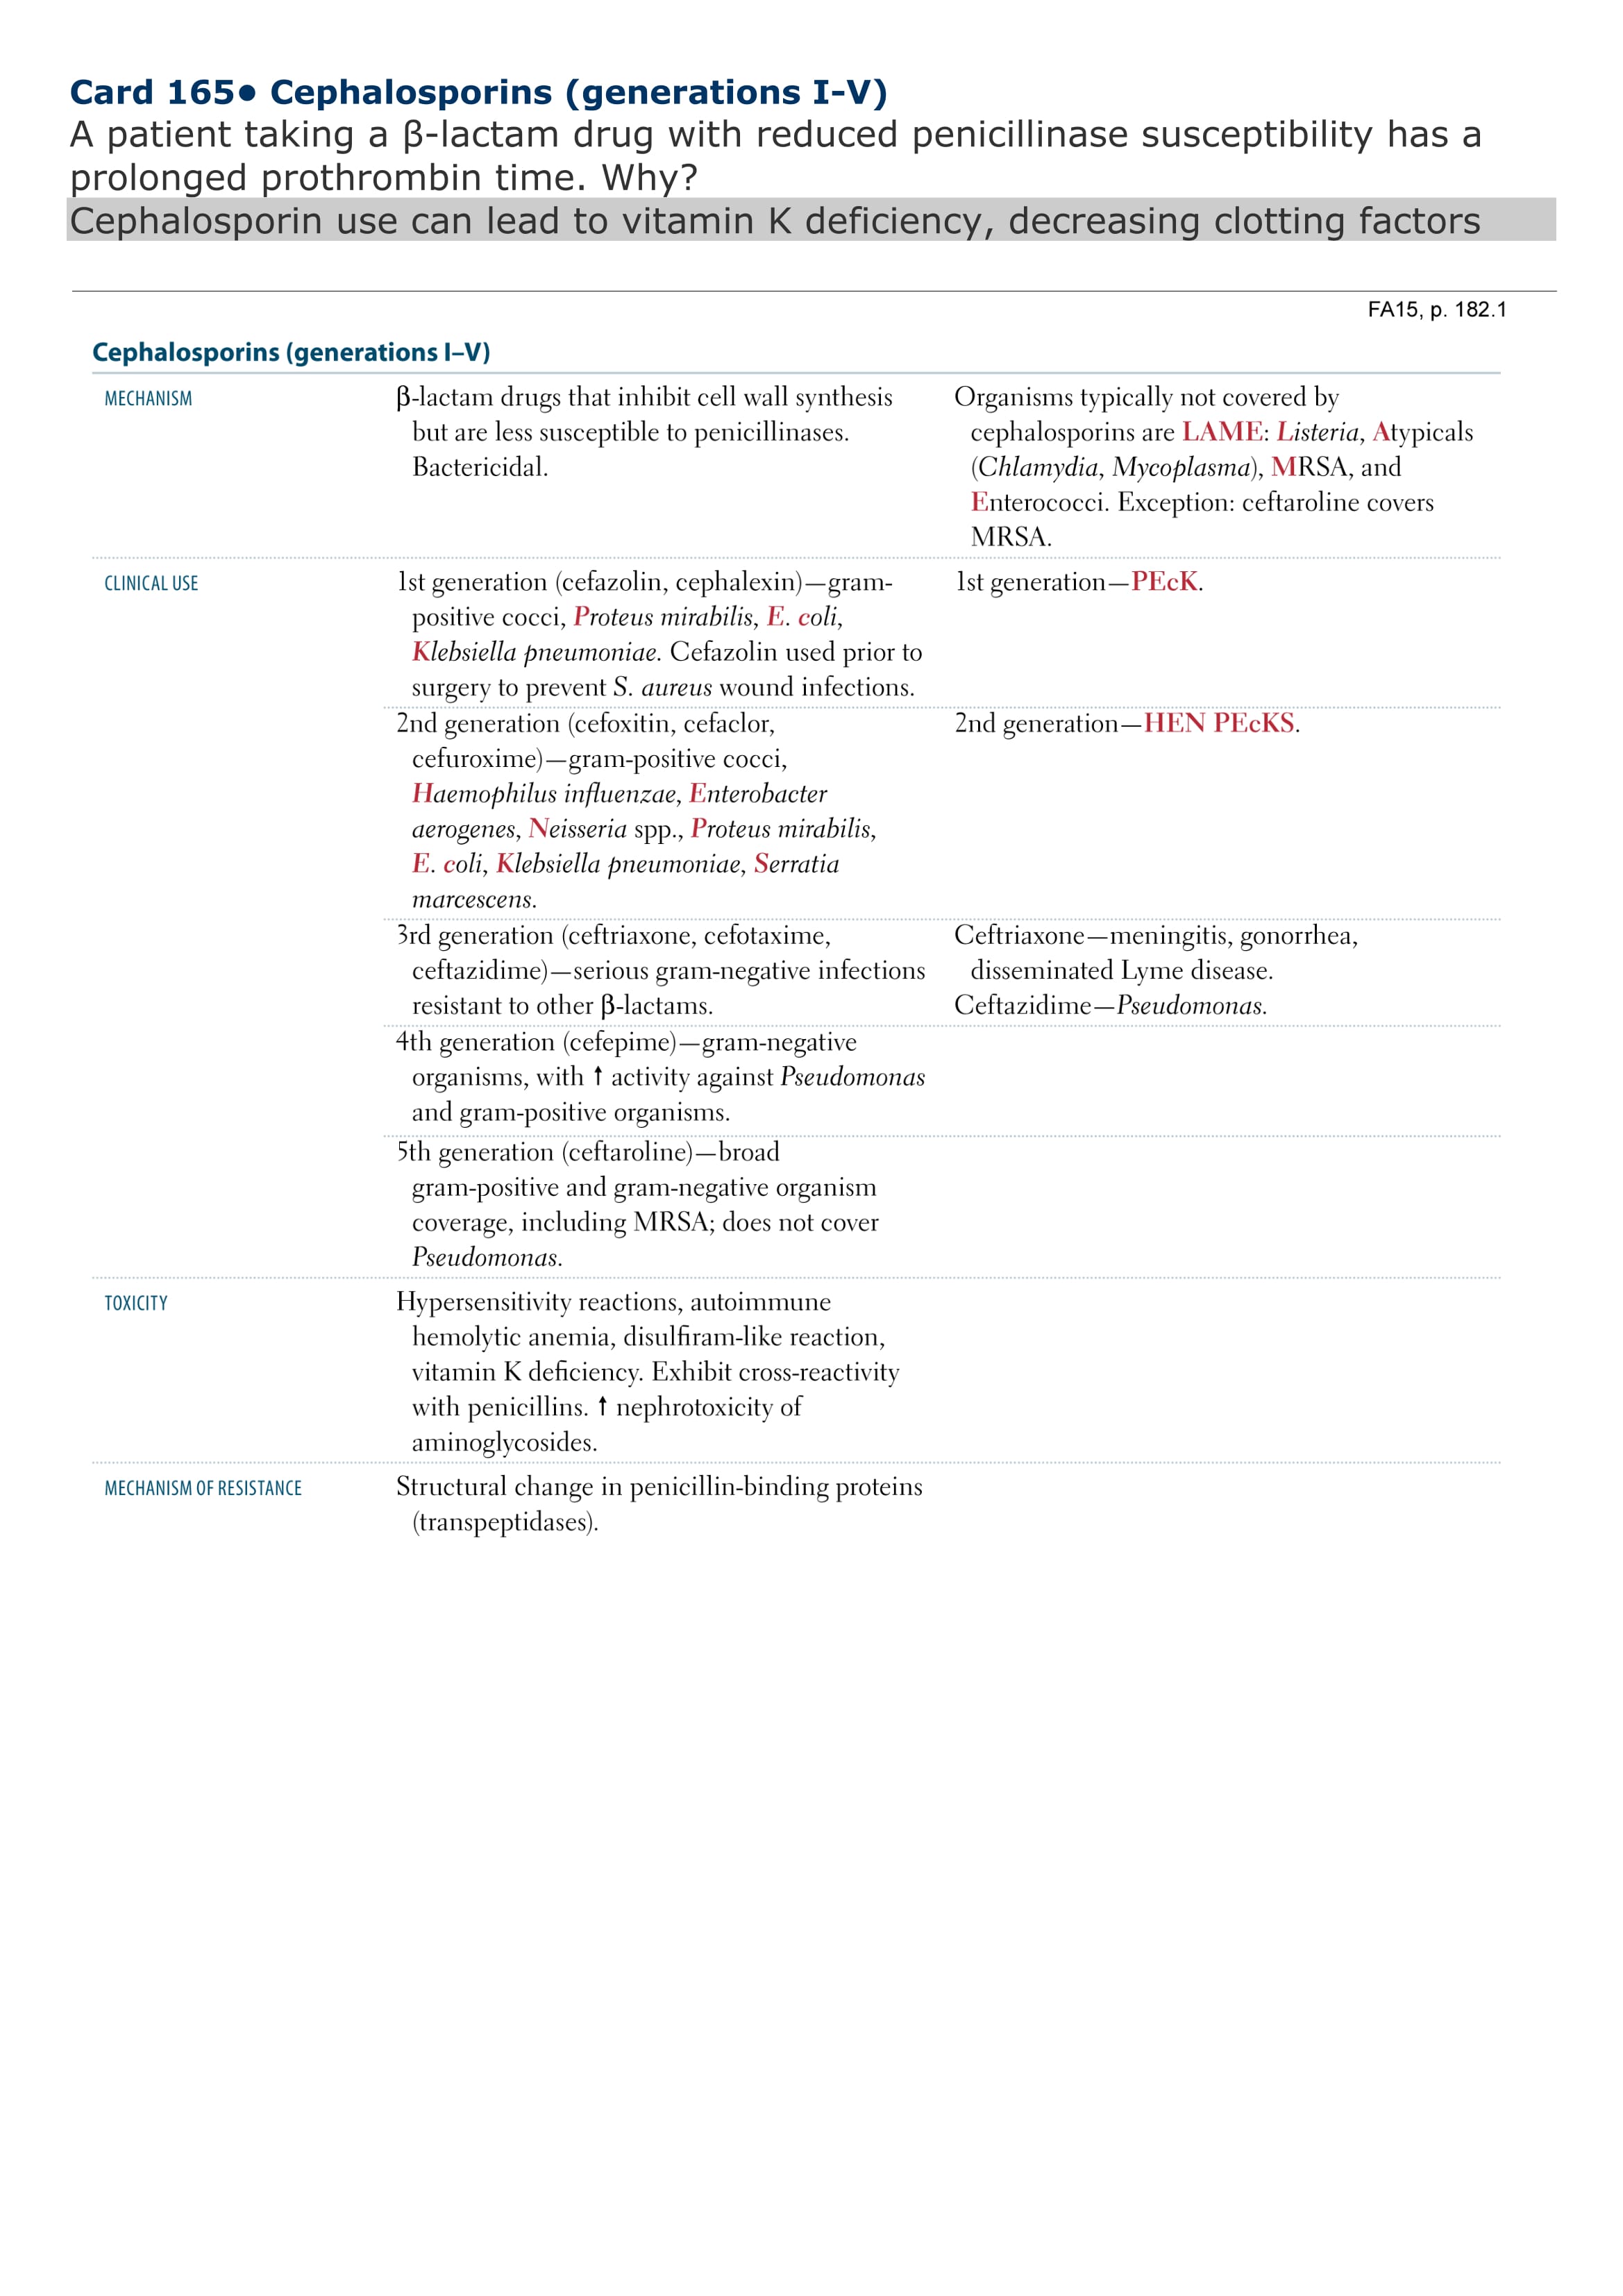 Card 165• Cephalosporins (generations I-V)
A patient taking a β-lactam drug with reduced penicillinase susceptibility has a
prolonged prothrombin time. Why?
Cephalosporin use can lead to vitamin K deficiency, decreasing clotting factors
FA15, p. 182.1
Cephalosporins (generations I–V)
MECHANISM
β-lactam drugs that inhibit cell wall synthesis
but are less susceptible to penicillinases.
Bactericidal.
Organisms typically not covered by
cephalosporins are LAME: Listeria, Atypicals
(Chlamydia, Mycoplasma), MRSA, and
Enterococci. Exception: ceftaroline covers
MRSA.
CLINICAL USE
1st generation (cefazolin, cephalexin)—gram-
positive cocci, Proteus mirabilis, E. coli,
Klebsiella pneumoniae. Cefazolin used prior to
surgery to prevent S. aureus wound infections.
1st generation—PEcK.
2nd generation (cefoxitin, cefaclor,
cefuroxime)—gram-positive cocci,
Haemophilus influenzae, Enterobacter
aerogenes, Neisseria spp., Proteus mirabilis,
E. coli, Klebsiella pneumoniae, Serratia
marcescens.
2nd generation—HEN PEcKS.
3rd generation (ceftriaxone, cefotaxime,
ceftazidime)—serious gram-negative infections
resistant to other β-lactams.
Ceftriaxone—meningitis, gonorrhea,
disseminated Lyme disease.
Ceftazidime—Pseudomonas.
4th generation (cefepime)—gram-negative
organisms, with ↑ activity against Pseudomonas
and gram-positive organisms.
5th generation (ceftaroline)—broad
gram-positive and gram-negative organism
coverage, including MRSA; does not cover
Pseudomonas.
TOXICITY
Hypersensitivity reactions, autoimmune
hemolytic anemia, disulfiram-like reaction,
vitamin K deficiency. Exhibit cross-reactivity
with penicillins. ↑ nephrotoxicity of
aminoglycosides.
MECHANISM OF RESISTANCE
Structural change in penicillin-binding proteins
(transpeptidases).